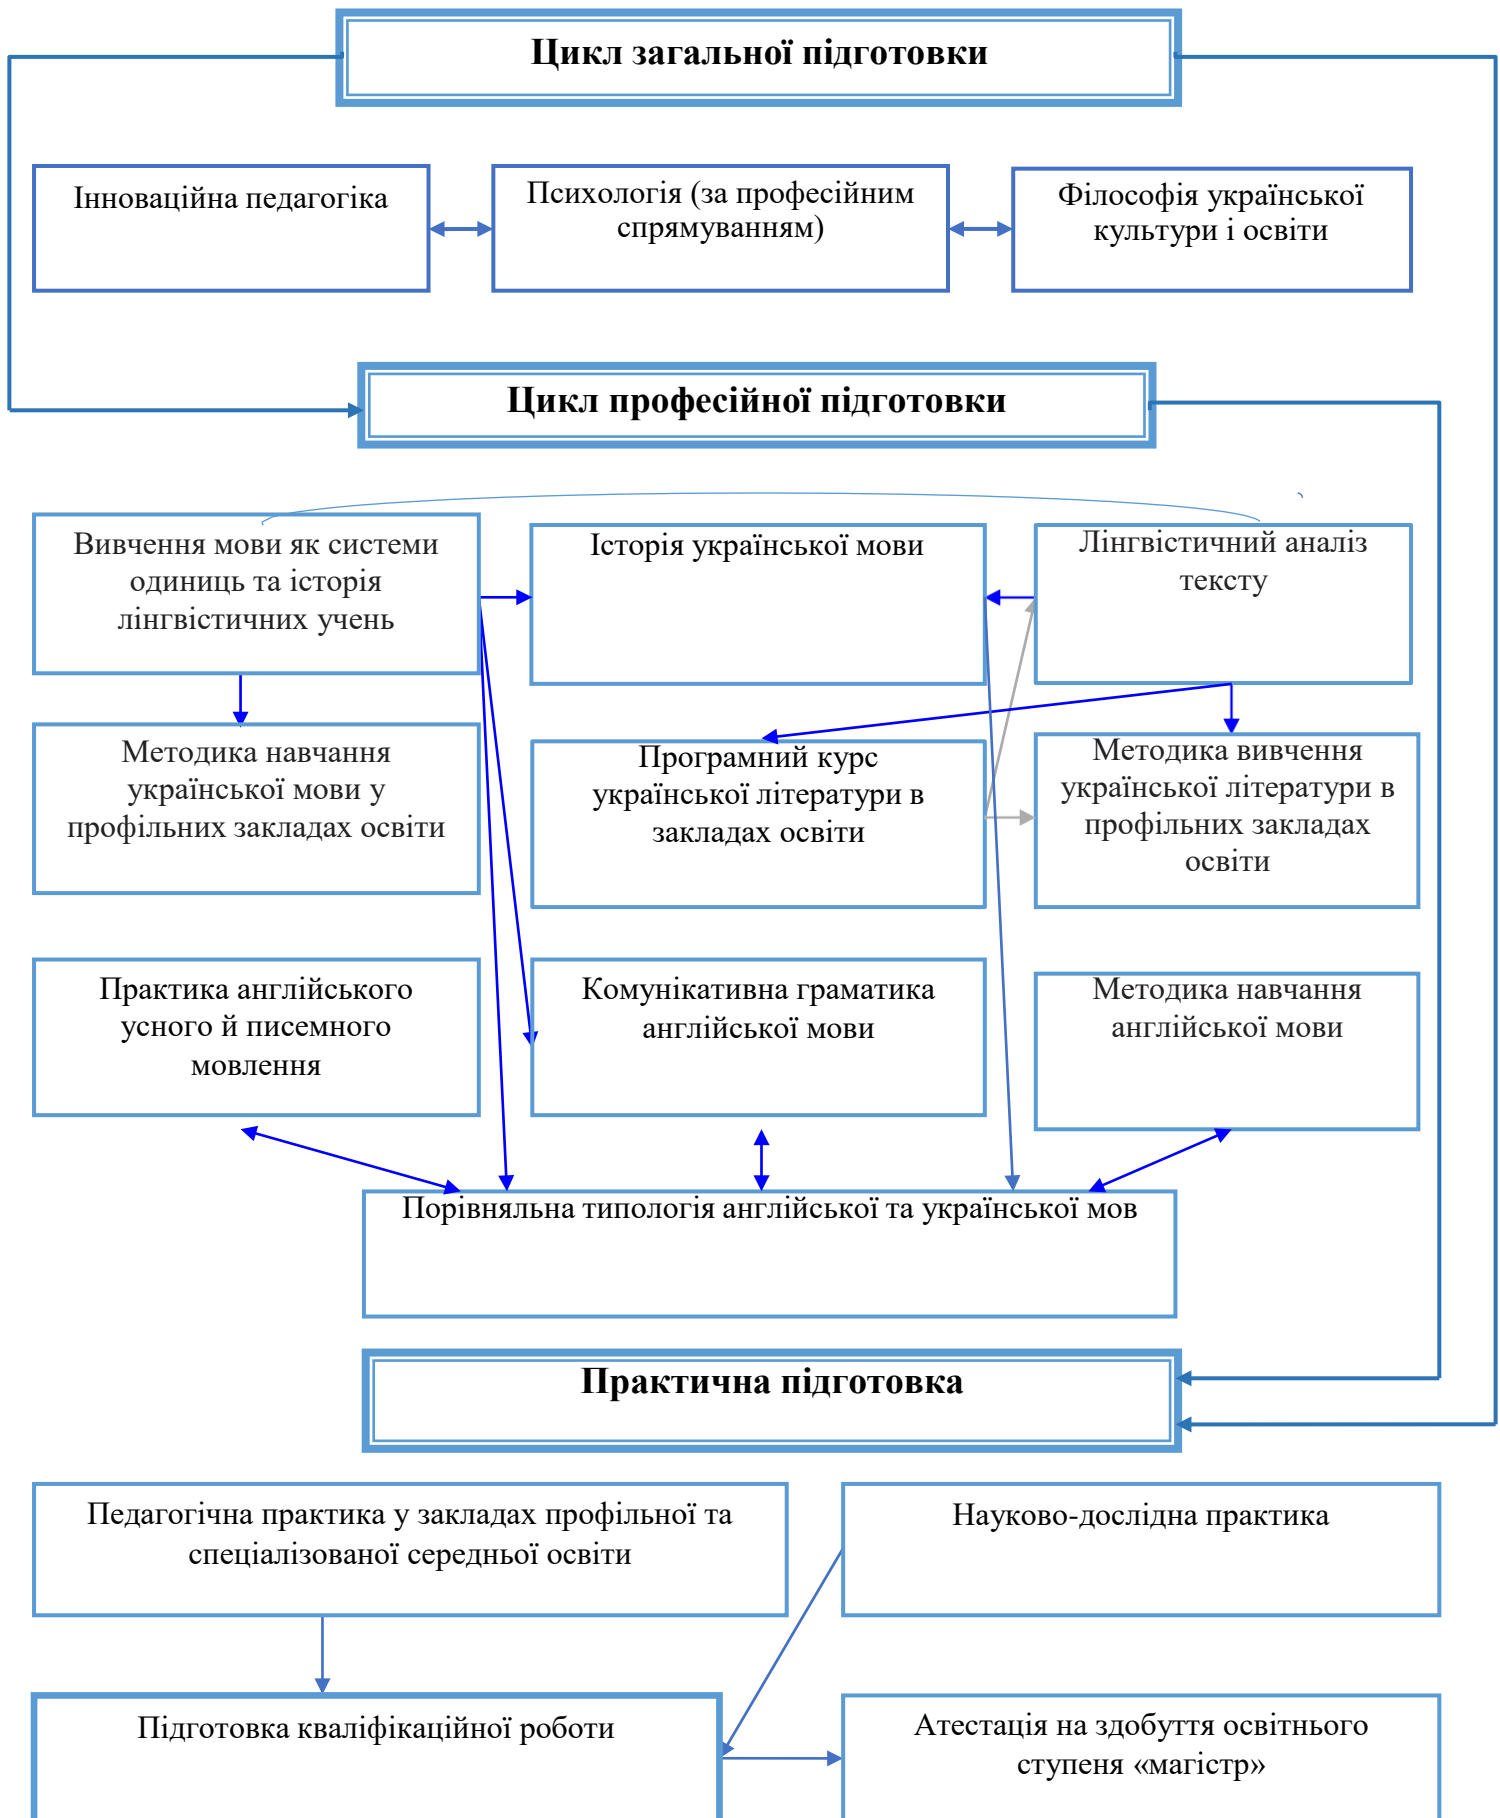 Цикл загальної підготовки
Інноваційна педагогіка
Психологія (за професійним
спрямуванням)
Філософія української
культури і освіти
Цикл професійної підготовки
Вивчення мови як системи
одиниць та історія
лінгвістичних учень
Історія української мови
Лінгвістичний аналіз
тексту
Методика навчання
української мови у
профільних закладах освіти
Програмний курс
української літератури в
закладах освіти
Методика вивчення
української літератури в
профільних закладах
освіти
Практика англійського
усного й писемного
мовлення
Комунікативна граматика
англійської мови
Методика навчання
англійської мови
Порівняльна типологія англійської та української мов
Практична підготовка
Педагогічна практика у закладах профільної та
спеціалізованої середньої освіти
Науково-дослідна практика
Підготовка кваліфікаційної роботи
Атестація на здобуття освітнього
ступеня «магістр»